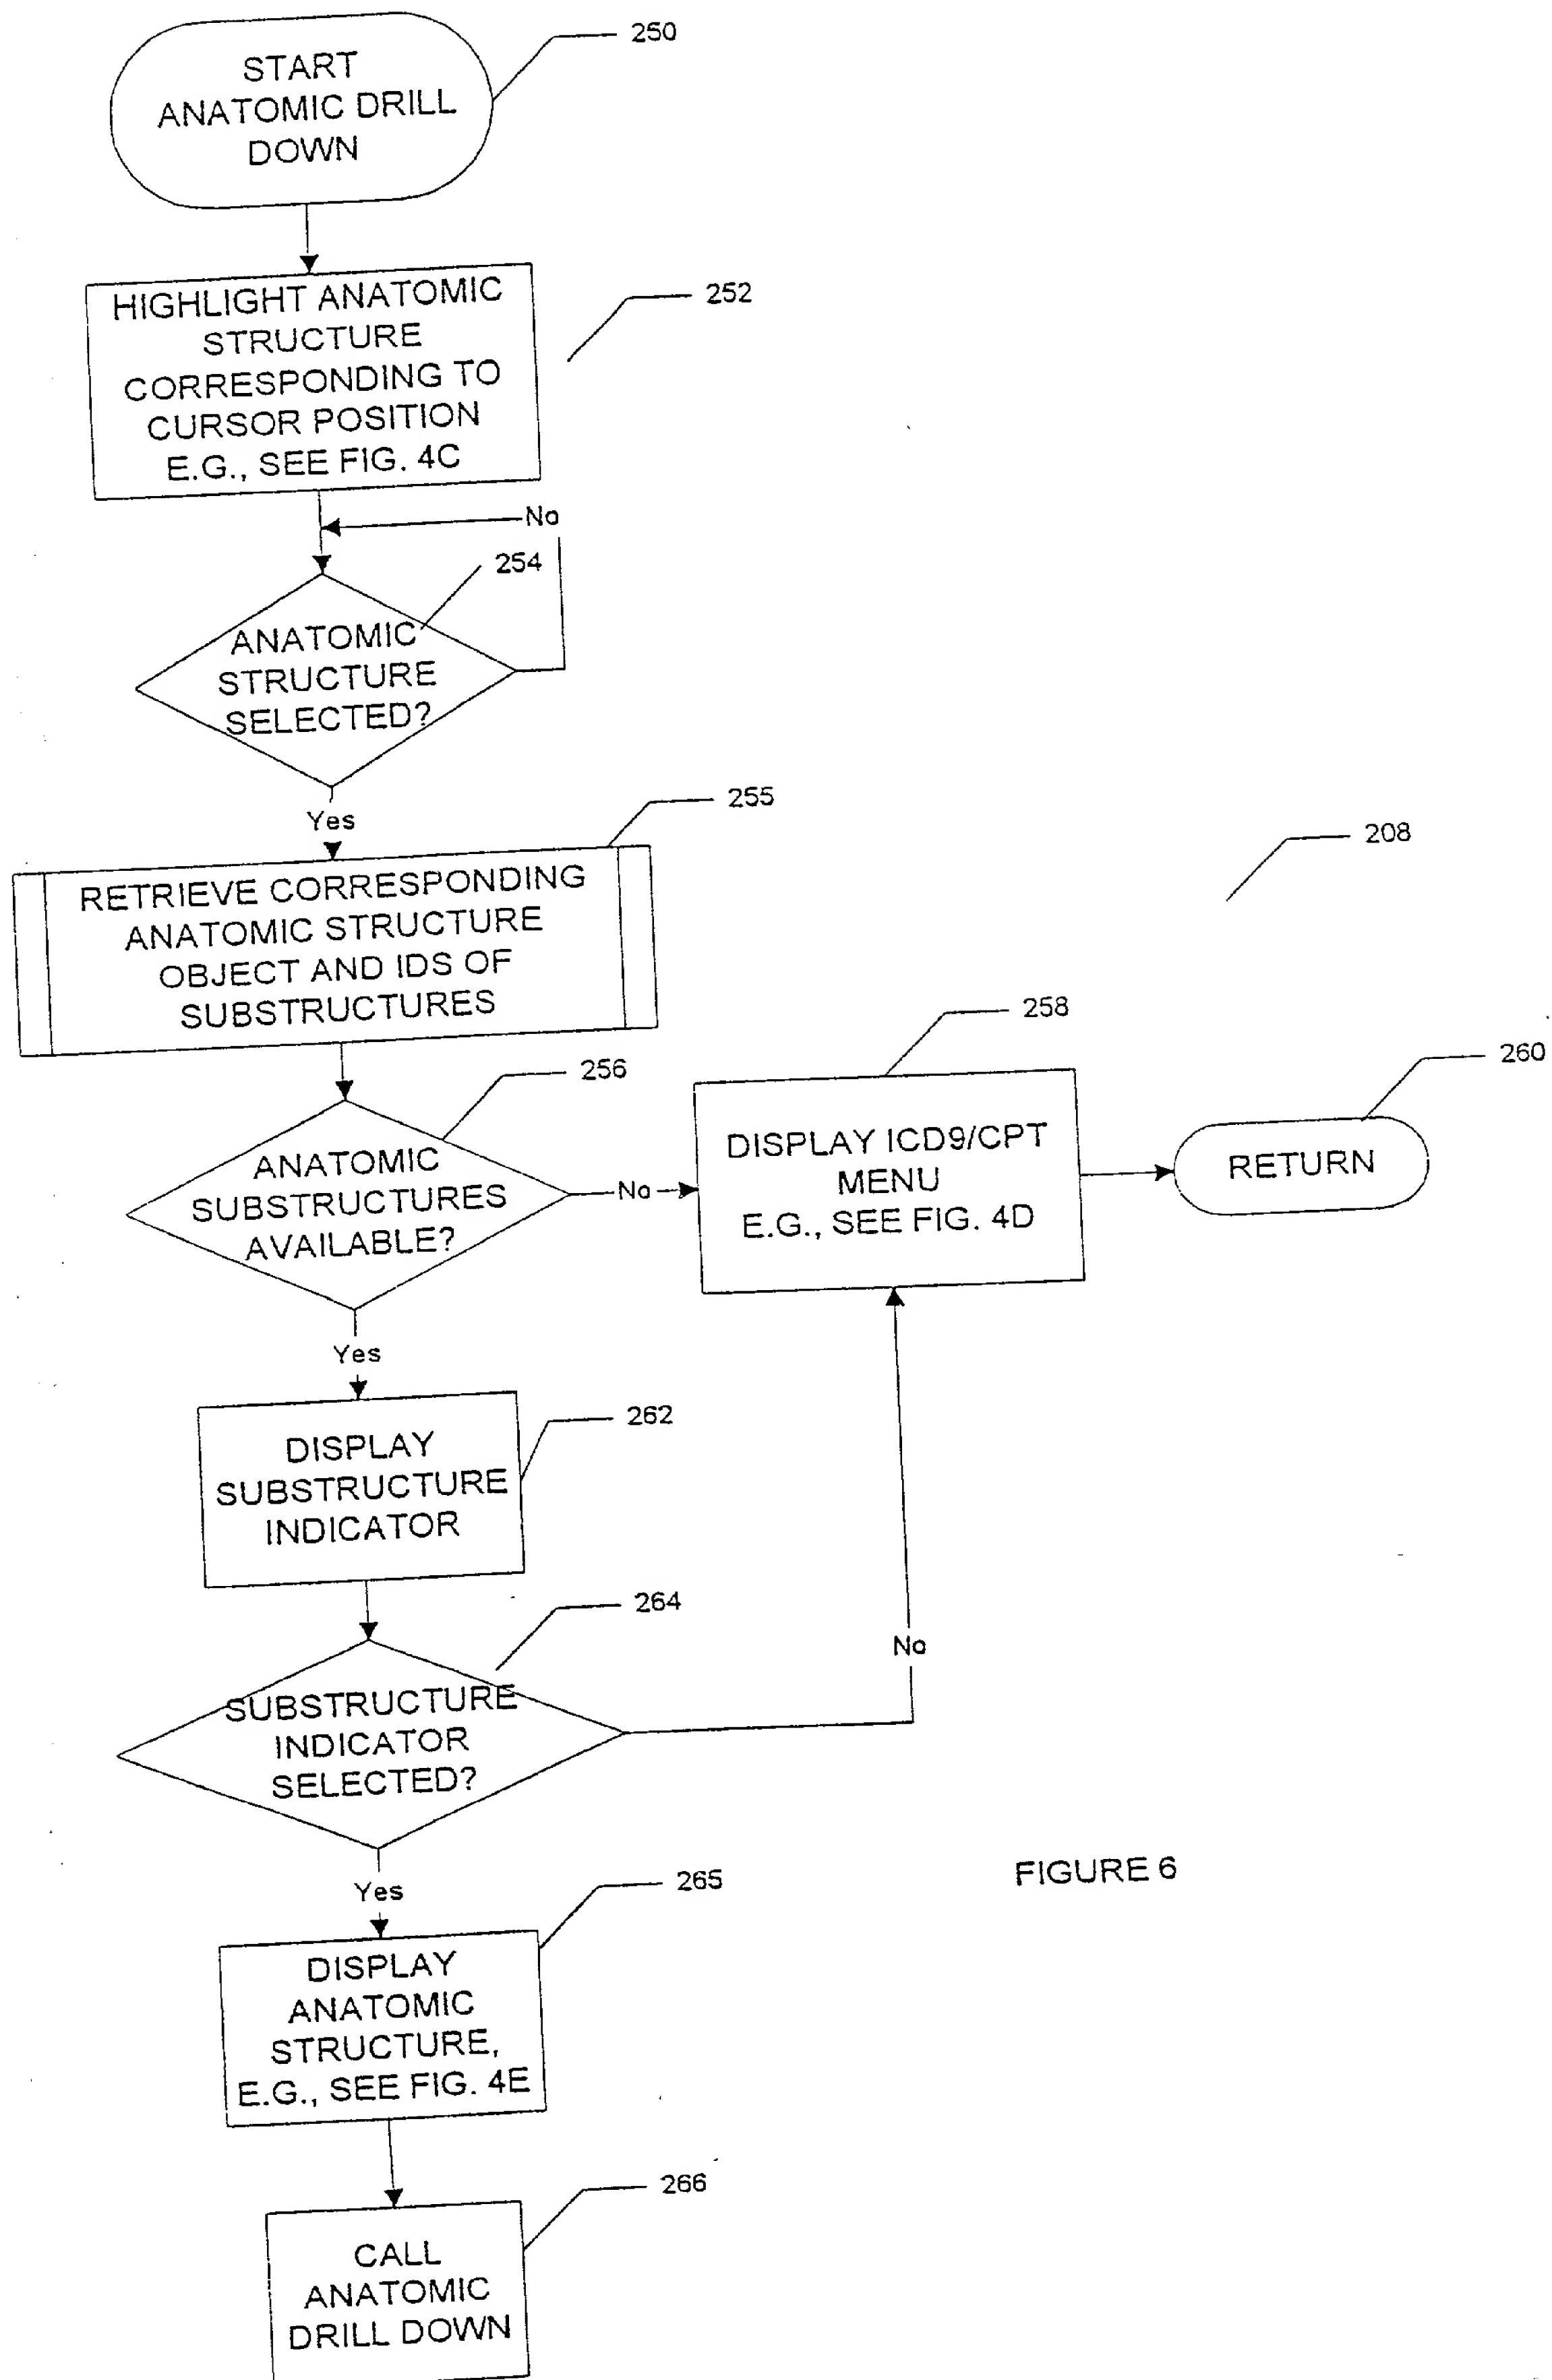 250
START
ANATOMIC DRILL
DOWN
252
HIGHLIGHT ANATOMIC
STRUCTURE
CORRESPONDING TO
CURSOR POSITION
E.G., SEE FIG. 4C
No
254
ANATOMIC
STRUCTURE
SELECTED?
Yes
255
208
RETRIEVE CORRESPONDING
ANATOMIC STRUCTURE
OBJECT AND IDS OF
SUBSTRUCTURES
258
260
256
ANATOMIC
SUBSTRUCTURES
AVAILABLE?
No
DISPLAY ICD9/CPT
MENU
E.G., SEE FIG. 4D
RETURN
Yes
262
DISPLAY
SUBSTRUCTURE
INDICATOR
264
No
SUBSTRUCTURE
INDICATOR
SELECTED?
Yes
265
FIGURE 6
DISPLAY
ANATOMIC
STRUCTURE,
E.G., SEE FIG. 4E
266
CALL
ANATOMIC
DRILL DOWN